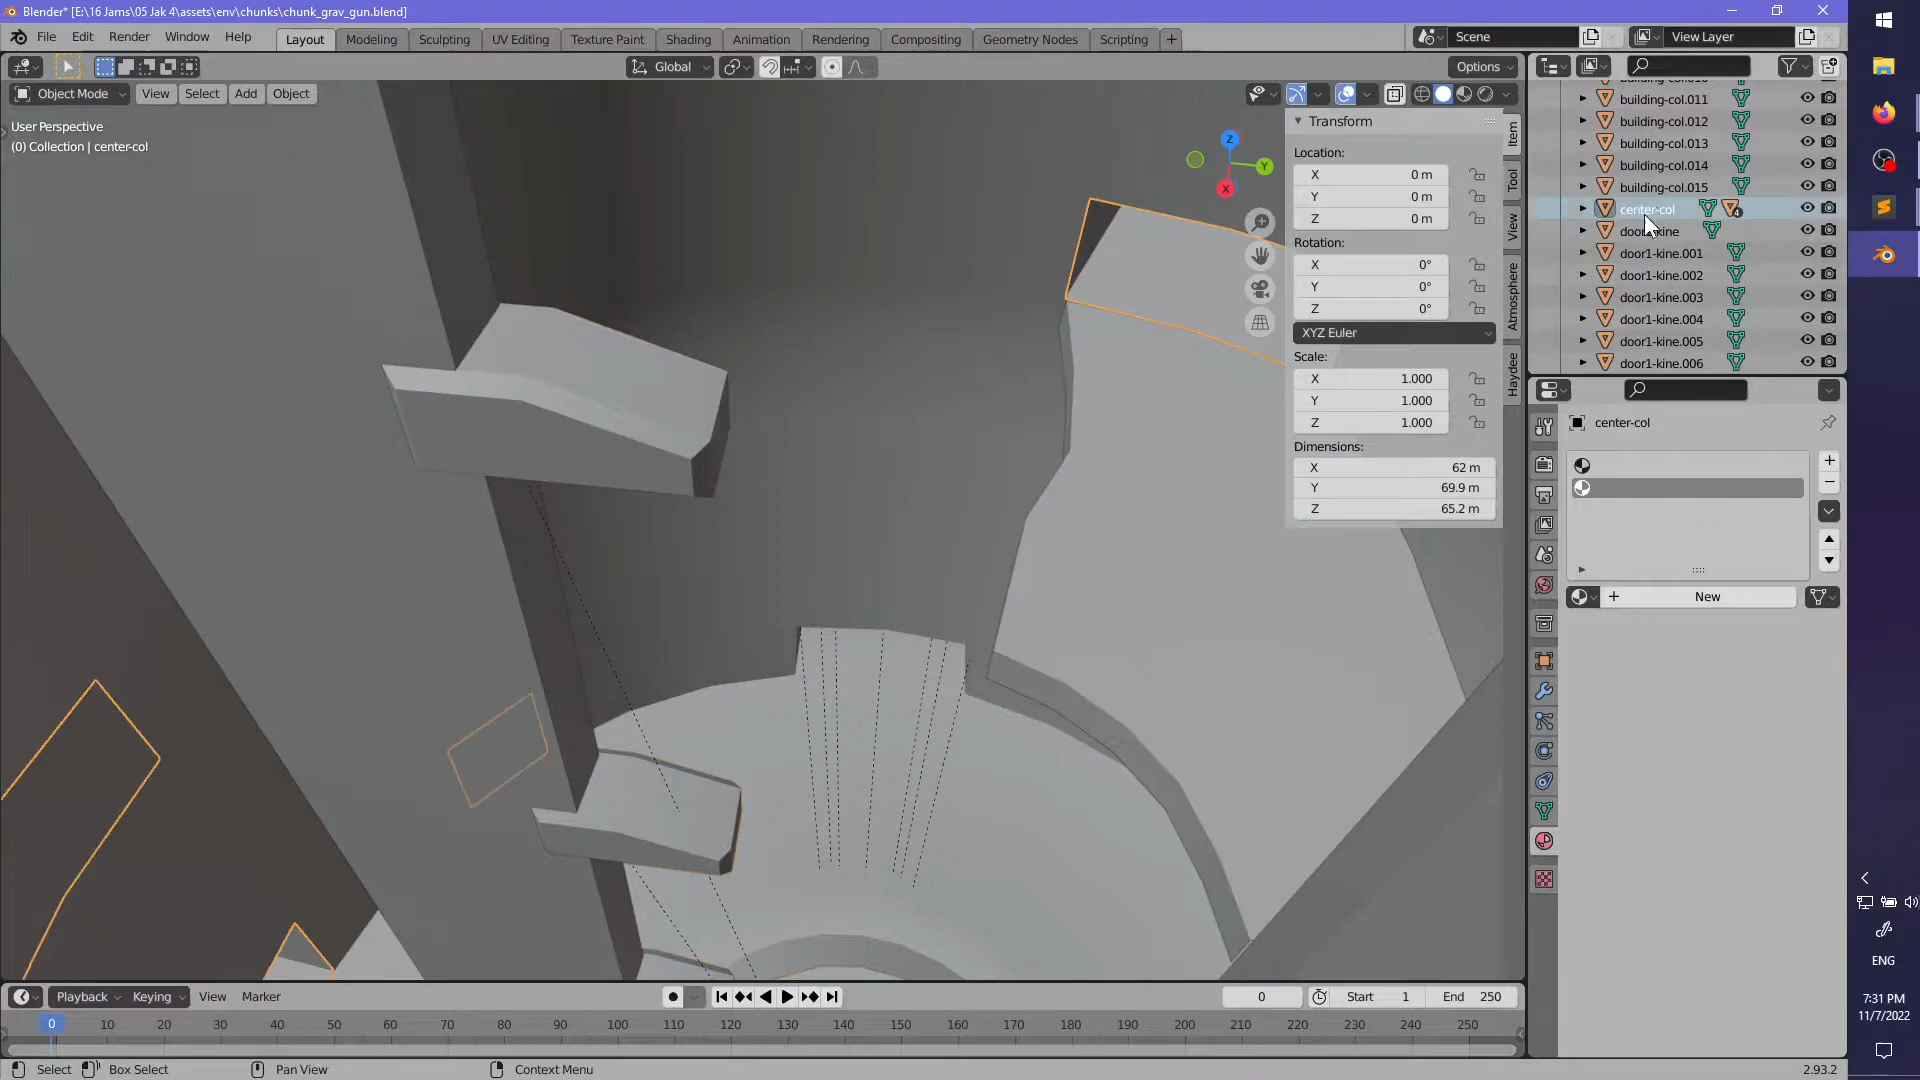 Blender* [E:\16 Jams\05 Jak 4\assets\env\chunks\chunk_grav_gun.blend]
File Edit Render Window Help Layout Modeling Sculpting UV Editing Texture Paint Shading Animation Rendering Compositing Geometry Nodes Scripting + Scene View Layer
Global Options
Object Mode View Select Add Object
User Perspective
(0) Collection | center-col
Z
Y
X
Transform
Location:
X 0 m
Y 0 m
Z 0 m
Rotation:
X 0°
Y 0°
Z 0°
XYZ Euler
Scale:
X 1.000
Y 1.000
Z 1.000
Dimensions:
X 62 m
Y 69.9 m
Z 65.2 m
Item
Tool
View
Atmosphere
Haydee
building-col.011
building-col.012
building-col.013
building-col.014
building-col.015
center-col
door1-kine.001
door1-kine.002
door1-kine.003
door1-kine.004
door1-kine.005
door1-kine.006
center-col
New
Playback Keying View Marker 0 Start 1 End 250
0 10 20 30 40 50 60 70 80 90 100 110 120 130 140 150 160 170 180 190 200 210 220 230 240 250
Select Box Select Pan View Context Menu 2.93.2
ENG
7:31 PM
11/7/2022